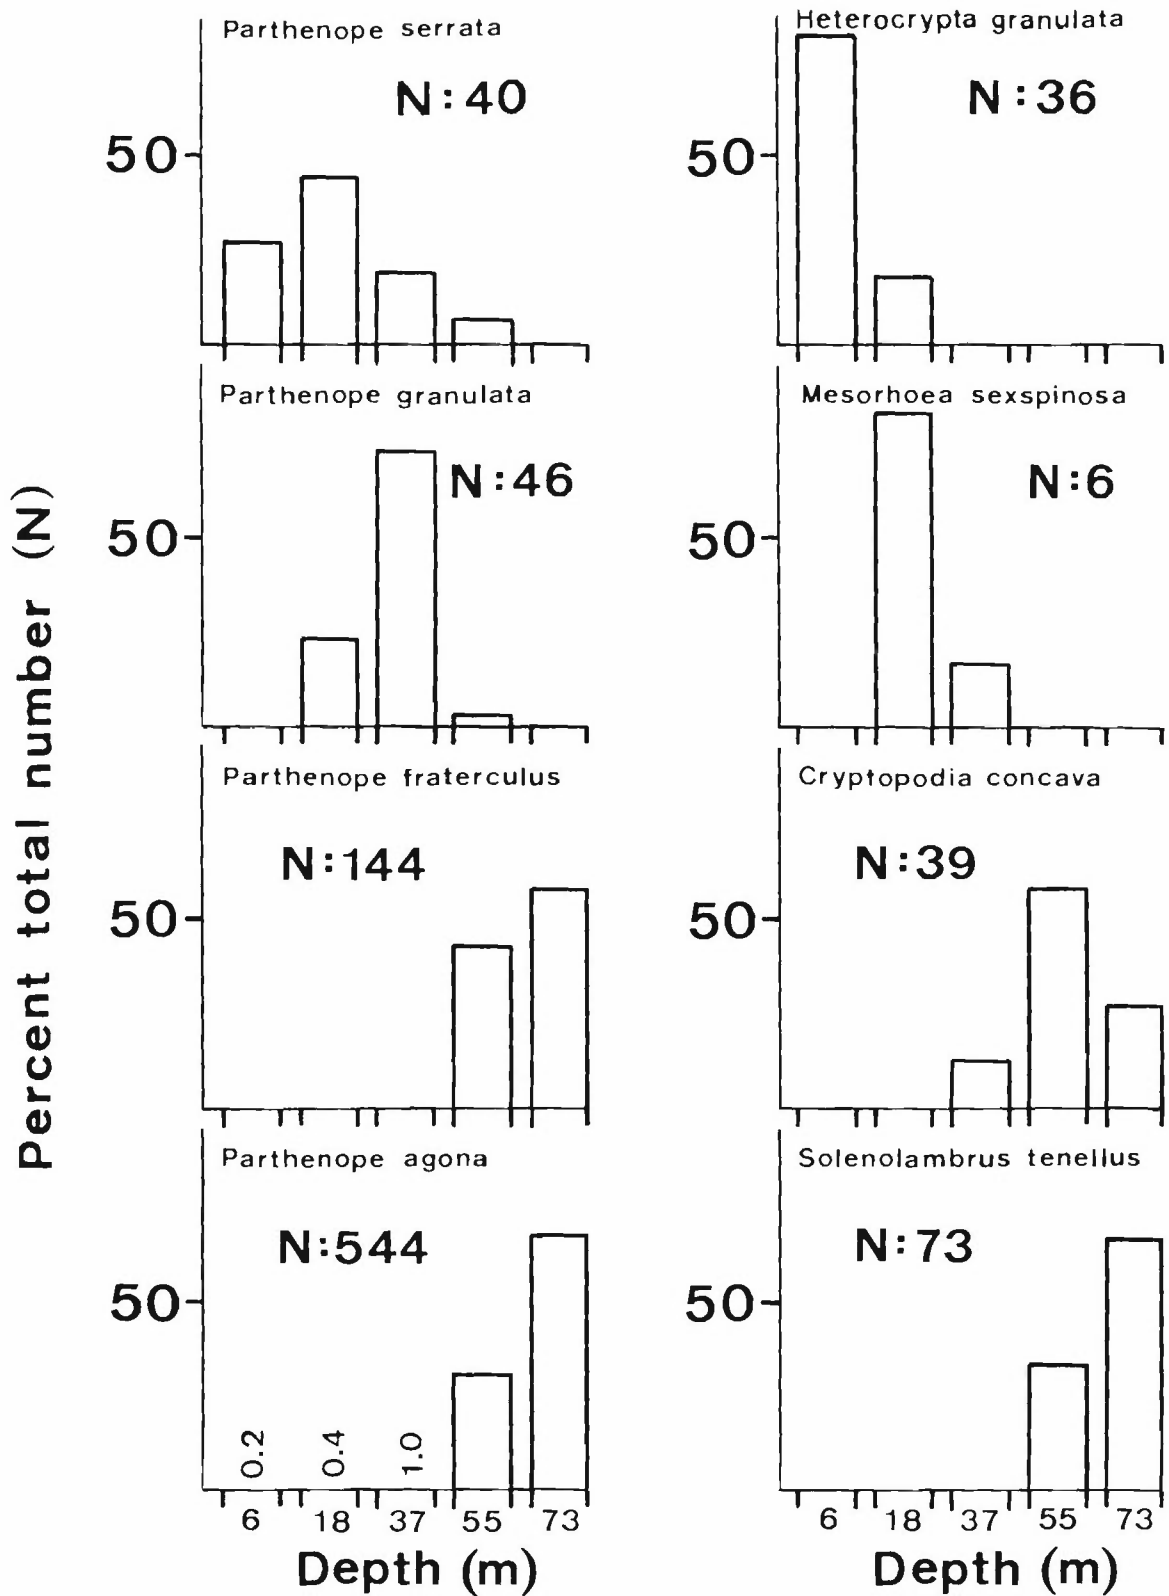 Percent total number (N)
Parthenope serrata
N:40
50
Heterocrypta granulata
N:36
50
Parthenope granulata
N:46
50
Mesorhoea sexspinosa
N:6
50
Parthenope fraterculus
N:144
50
Cryptopodia concava
N:39
50
Parthenope agona
N:544
50
0.2 0.4 1.0
6 18 37 55 73
Depth (m)
Solenolambrus tenellus
N:73
50
6 18 37 55 73
Depth (m)